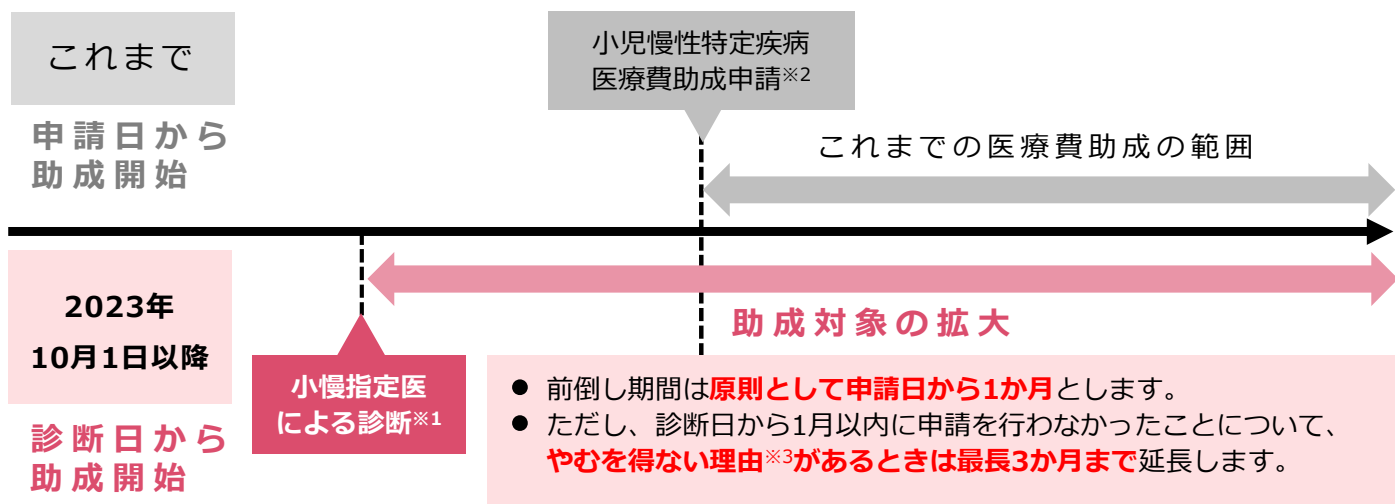 これまで
申請日から
助成開始
小児慢性特定疾病
医療費助成申請※2
これまでの医療費助成の範囲
2023年
10月1日以降
診断日から
助成開始
小慢指定医
による診断※1
助成対象の拡大
● 前倒し期間は原則として申請日から1か月とします。
● ただし、診断日から1月以内に申請を行わなかったことについて、
やむを得ない理由※3があるときは最長3か月まで延長します。